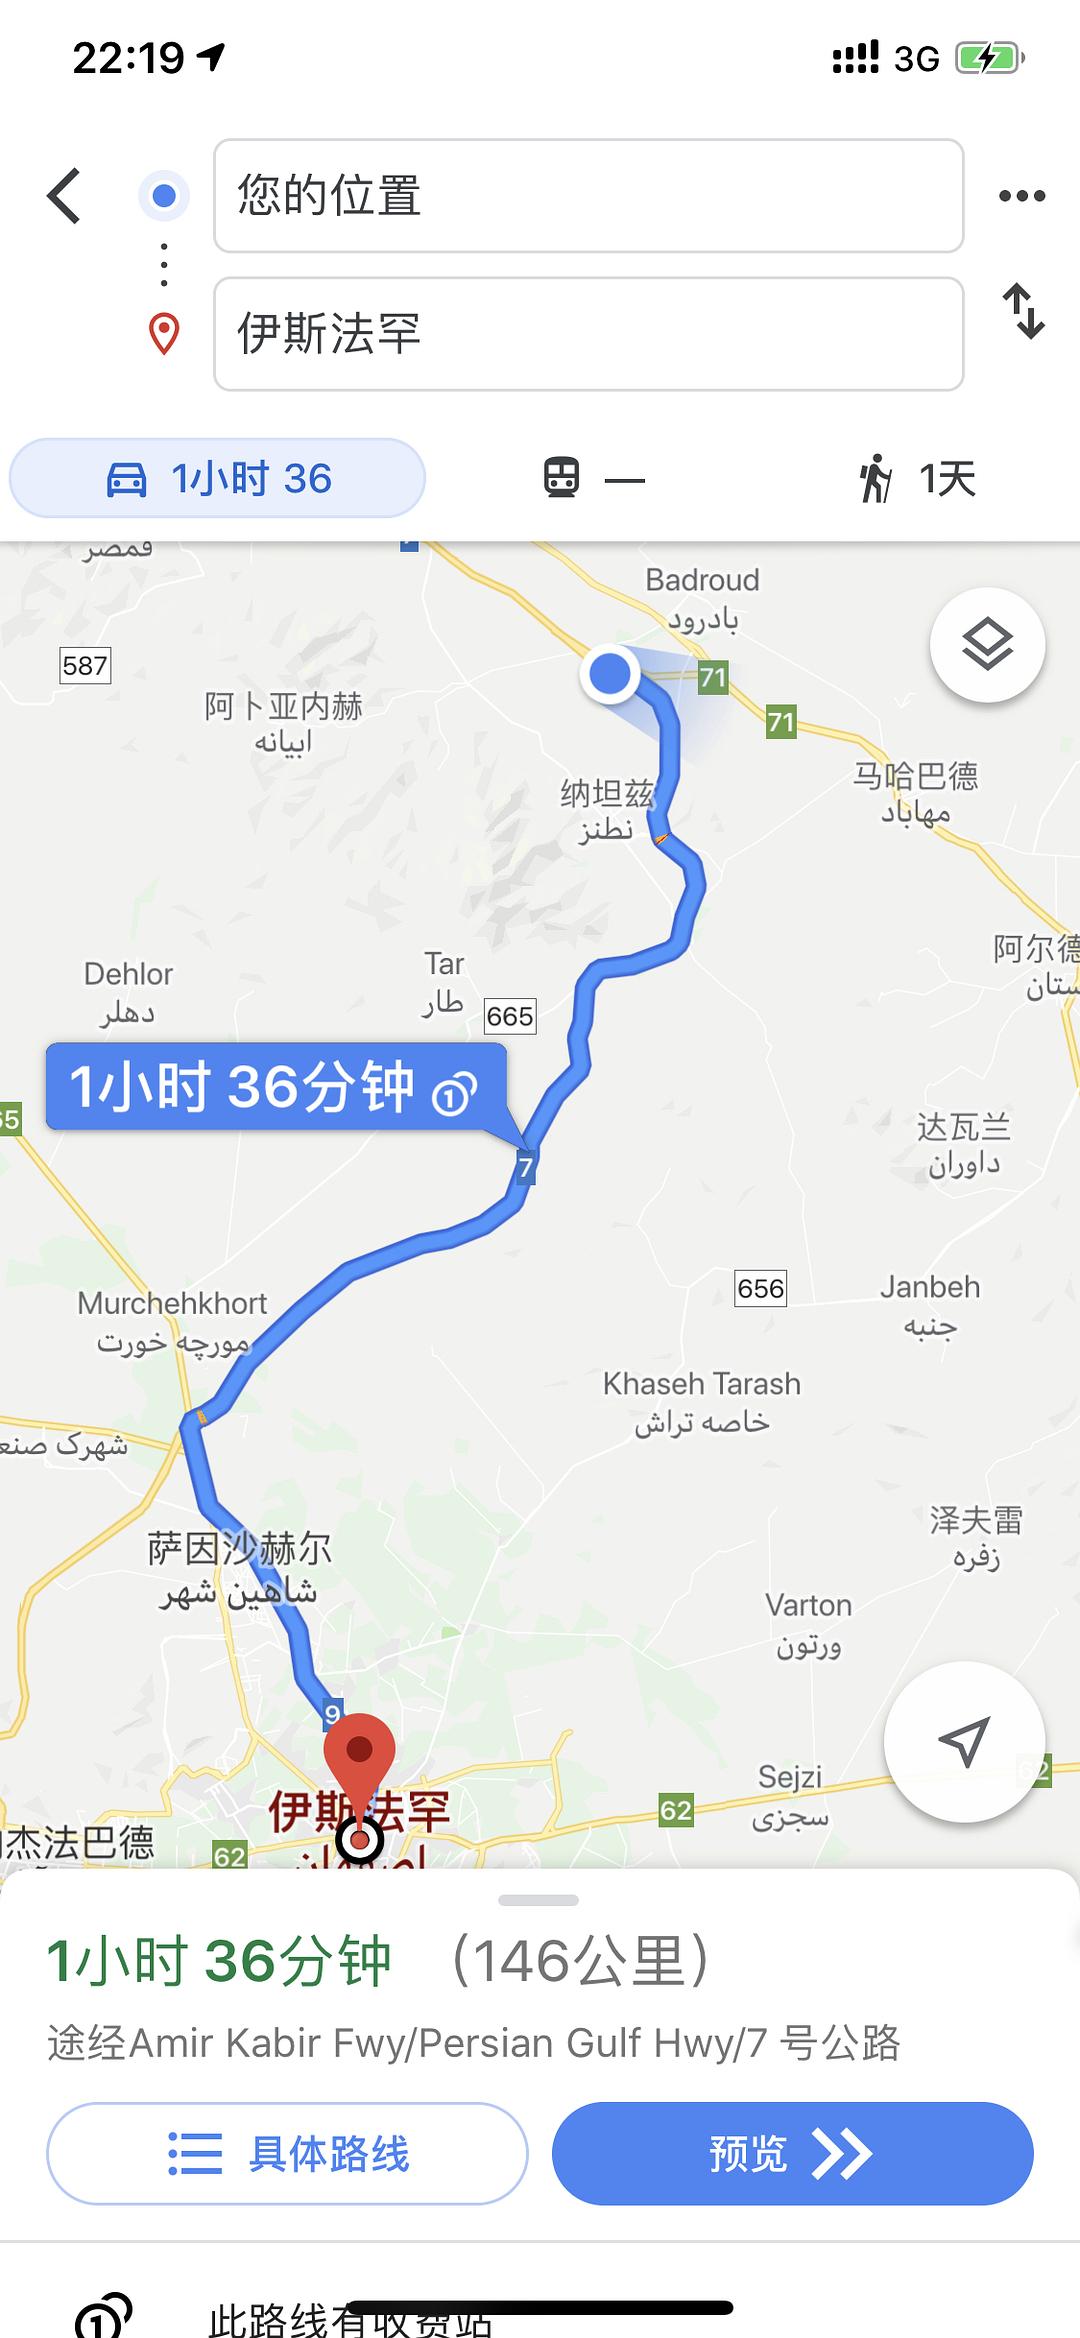 22:19
3G
您的位置
伊斯法罕
1小时 36
—
1天
قمصر
Badroud
بادرود
587
71
71
阿卜亚内赫
ابیانه
马哈巴德
مهاباد
纳坦兹
نطنز
阿尔德
ستان
Dehlor
دهلر
Tar
طار
665
1小时 36分钟
65
7
达瓦兰
داوران
656
Janbeh
جنبه
Murchehkhort
مورچه خورت
Khaseh Tarash
خاصه تراش
شهرک صنع
泽夫雷
زفره
萨因沙赫尔
شاهین شهر
Varton
ورتون
9
62
Sejzi
سجزی
62
伊斯法罕
اصفهان
杰法巴德
62
1小时 36分钟 (146公里)
途经Amir Kabir Fwy/Persian Gulf Hwy/7 号公路
具体路线
预览
此路线有收费站